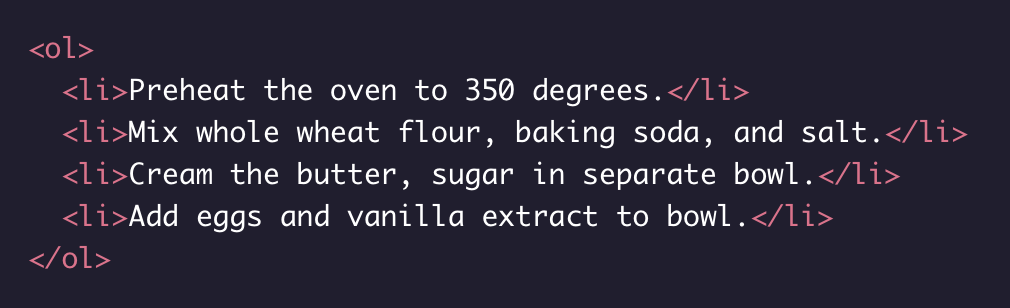 <ol>
  <li>Preheat the oven to 350 degrees.</li>
  <li>Mix whole wheat flour, baking soda, and salt.</li>
  <li>Cream the butter, sugar in separate bowl.</li>
  <li>Add eggs and vanilla extract to bowl.</li>
</ol>